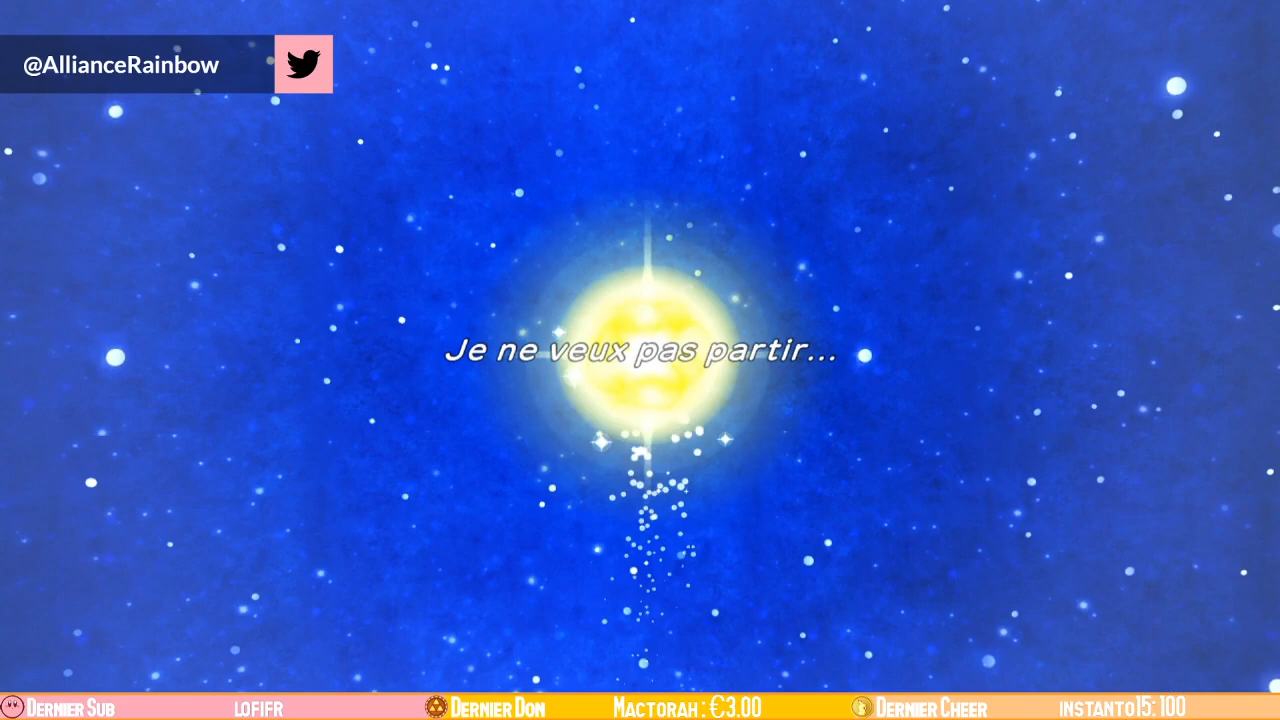 @AllianceRainbow
Je ne veux pas partir...
Dernier Sub lofifr Dernier Don Mactorah : €3.00 Dernier Cheer instanto15: 100